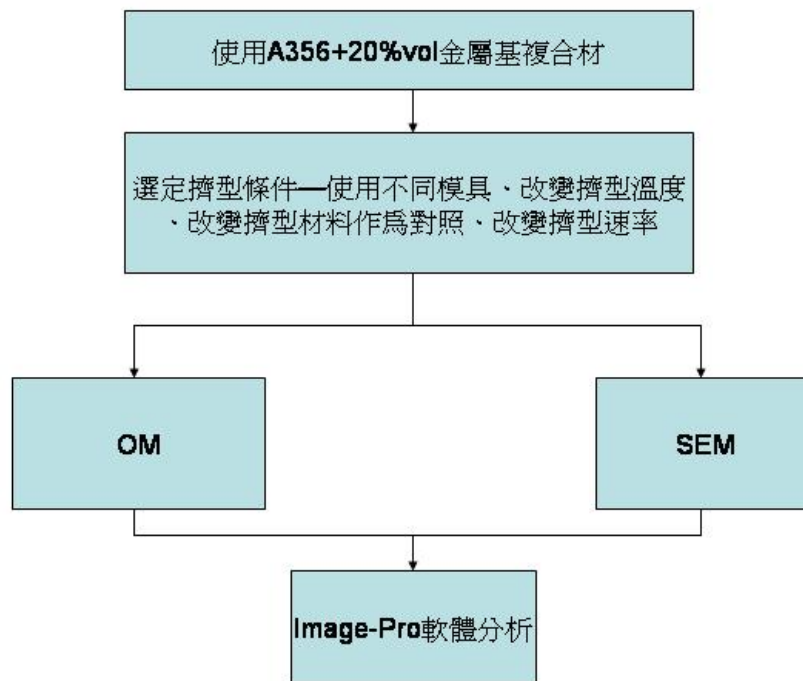 使用A356+20%vol金屬基複合材
選定擠型條件—使用不同模具、改變擠型溫度
、改變擠型材料作為對照、改變擠型速率
OM
SEM
Image-Pro軟體分析